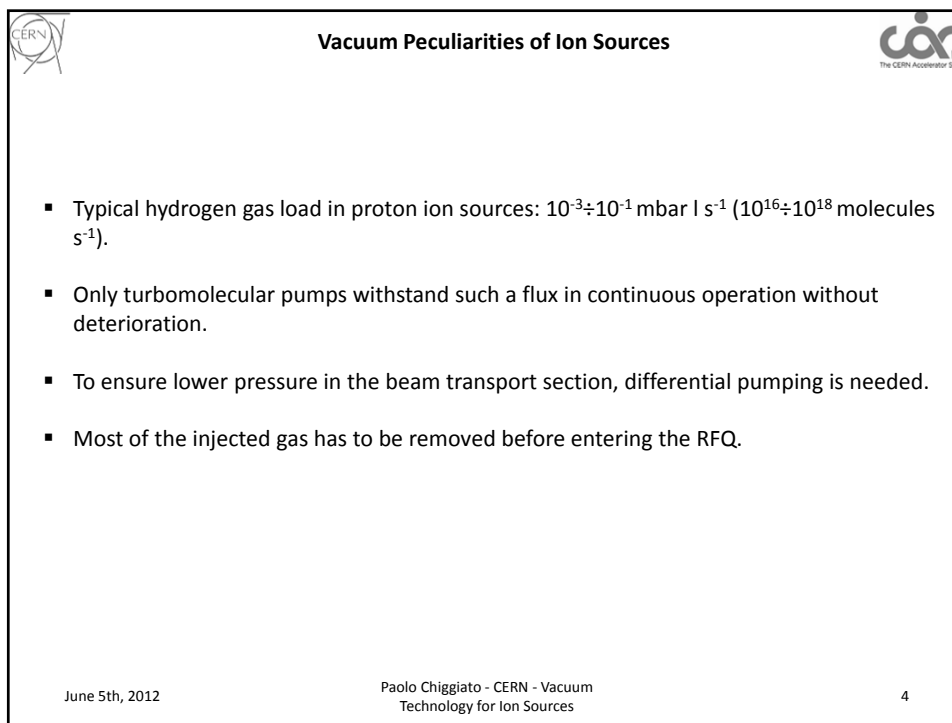 CERN
Vacuum Peculiarities of Ion Sources
The CERN Accelerator S
▪ Typical hydrogen gas load in proton ion sources: 10⁻³÷10⁻¹ mbar l s⁻¹ (10¹⁶÷10¹⁸ molecules
s⁻¹).
▪ Only turbomolecular pumps withstand such a flux in continuous operation without
deterioration.
▪ To ensure lower pressure in the beam transport section, differential pumping is needed.
▪ Most of the injected gas has to be removed before entering the RFQ.
June 5th, 2012
Paolo Chiggiato - CERN - Vacuum
Technology for Ion Sources
4